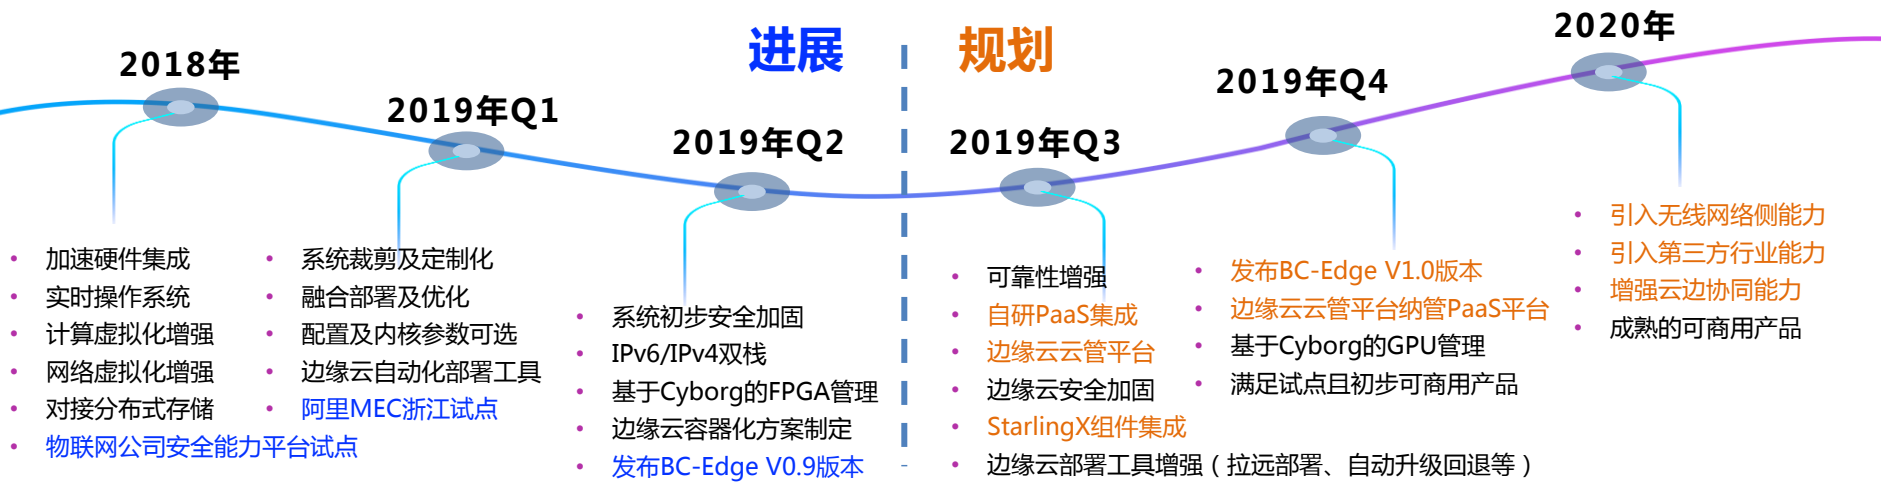 进展
规划
2018年
• 加速硬件集成
• 实时操作系统
• 计算虚拟化增强
• 网络虚拟化增强
• 对接分布式存储
• 物联网公司安全能力平台试点
2019年Q1
• 系统裁剪及定制化
• 融合部署及优化
• 配置及内核参数可选
• 边缘云自动化部署工具
• 阿里MEC浙江试点
2019年Q2
• 系统初步安全加固
• IPv6/IPv4双栈
• 基于Cyborg的FPGA管理
• 边缘云容器化方案制定
• 发布BC-Edge V0.9版本
2019年Q3
• 可靠性增强
• 自研PaaS集成
• 边缘云云管平台
• 边缘云安全加固
• StarlingX组件集成
• 边缘云部署工具增强（拉远部署、自动升级回退等）
2019年Q4
• 发布BC-Edge V1.0版本
• 边缘云云管平台纳管PaaS平台
• 基于Cyborg的GPU管理
• 满足试点且初步可商用产品
2020年
• 引入无线网络侧能力
• 引入第三方行业能力
• 增强云边协同能力
• 成熟的可商用产品